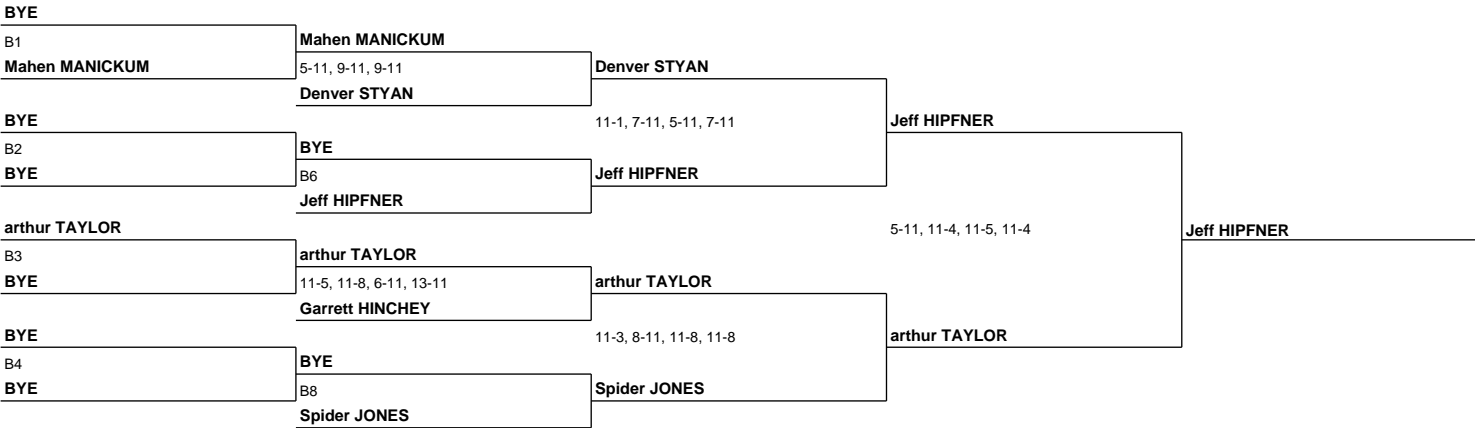 BYE
B1
Mahen MANICKUM
Mahen MANICKUM
5-11, 9-11, 9-11
Denver STYAN
Denver STYAN
BYE
B2
BYE
BYE
B6
Jeff HIPFNER
11-1, 7-11, 5-11, 7-11
Jeff HIPFNER
Jeff HIPFNER
arthur TAYLOR
B3
BYE
arthur TAYLOR
11-5, 11-8, 6-11, 13-11
Garrett HINCHEY
arthur TAYLOR
5-11, 11-4, 11-5, 11-4
Jeff HIPFNER
BYE
B4
BYE
BYE
B8
Spider JONES
11-3, 8-11, 11-8, 11-8
Spider JONES
arthur TAYLOR